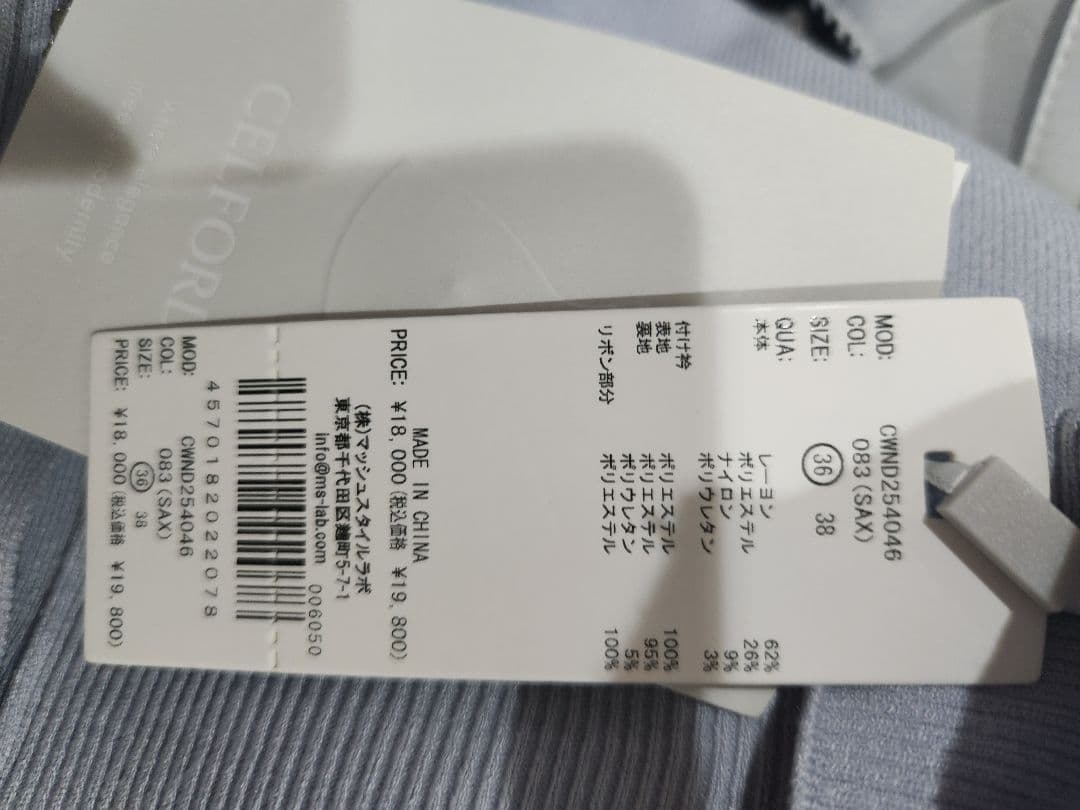 CELFORD
MOD: CWND254046
COL: 083 (SAX)
SIZE: 36 38
QUA:
本体 レーヨン 62%
ポリエステル 26%
ナイロン 9%
ポリウレタン 3%
付け衿
表地 ポリエステル 100%
裏地 ポリエステル 95%
ポリウレタン 5%
リボン部分 ポリエステル 100%
MADE IN CHINA
PRICE: ¥18,000 (税込価格 ¥19,800)
(株)マッシュスタイルラボ
東京都千代田区麹町5-7-1
info@ms-lab.com 006050
4570182022078
MOD: CWND254046
COL: 083 (SAX)
SIZE: 36 38
PRICE: ¥18,000 (税込価格 ¥19,800)